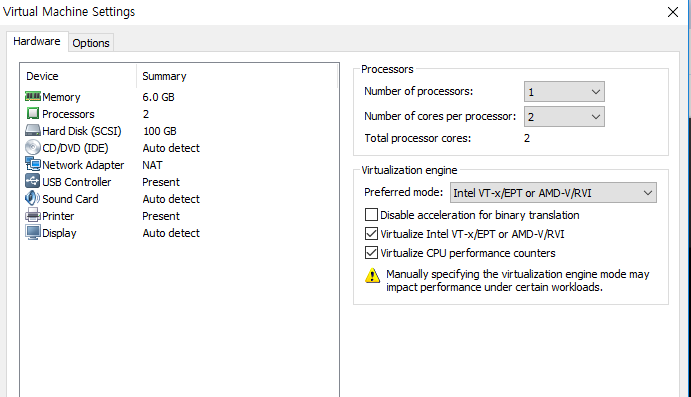 Virtual Machine Settings
Hardware
Options
Device Summary
Memory 6.0 GB
Processors 2
Hard Disk (SCSI) 100 GB
CD/DVD (IDE) Auto detect
Network Adapter NAT
USB Controller Present
Sound Card Auto detect
Printer Present
Display Auto detect
Processors
Number of processors: 1
Number of cores per processor: 2
Total processor cores: 2
Virtualization engine
Preferred mode: Intel VT-x/EPT or AMD-V/RVI
Disable acceleration for binary translation
Virtualize Intel VT-x/EPT or AMD-V/RVI
Virtualize CPU performance counters
Manually specifying the virtualization engine mode may
impact performance under certain workloads.